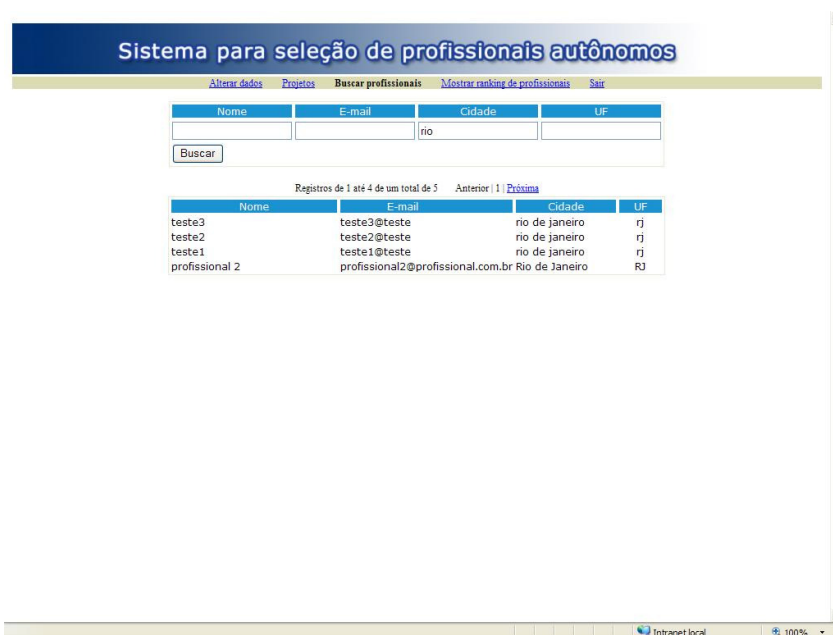 Sistema para seleção de profissionais autônomos
Alterar dados Projetos Buscar profissionais Mostrar ranking de profissionais Sair
Nome E-mail Cidade UF
rio
Buscar
Registros de 1 até 4 de um total de 5 Anterior | 1 | Próxima
Nome E-mail Cidade UF
teste3 teste3@teste rio de janeiro rj
teste2 teste2@teste rio de janeiro rj
teste1 teste1@teste rio de janeiro rj
profissional 2 profissional2@profissional.com.br Rio de Janeiro RJ
Intranet local 100%